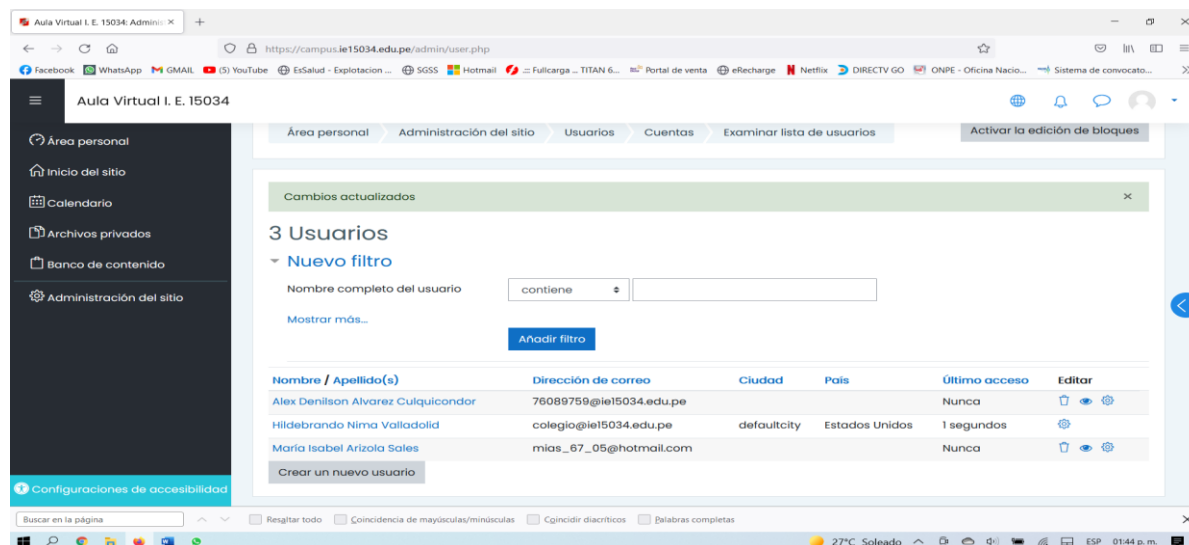 Aula Virtual I. E. 15034: Adminis
https://campus.ie15034.edu.pe/admin/user.php
Facebook WhatsApp GMAIL (5) YouTube EsSalud - Explotacion ... SGSS Hotmail .:: Fullcarga ... TITAN 6... Portal de venta eRecharge Netflix DIRECTV GO ONPE - Oficina Nacio... Sistema de convocato...
Aula Virtual I. E. 15034
Área personal Administración del sitio Usuarios Cuentas Examinar lista de usuarios Activar la edición de bloques
Área personal
Inicio del sitio
Calendario
Archivos privados
Banco de contenido
Administración del sitio
Configuraciones de accesibilidad
Cambios actualizados
3 Usuarios
Nuevo filtro
Nombre completo del usuario contiene
Mostrar más...
Añadir filtro
Nombre / Apellido(s) Dirección de correo Ciudad País Último acceso Editar
Alex Denilson Alvarez Culquicondor 76089759@ie15034.edu.pe Nunca
Hildebrando Nima Valladolid colegio@ie15034.edu.pe defaultcity Estados Unidos 1 segundos
María Isabel Arizola Sales mias_67_05@hotmail.com Nunca
Crear un nuevo usuario
Buscar en la página Resaltar todo Coincidencia de mayúsculas/minúsculas Coincidir diacríticos Palabras completas
27°C Soleado ESP 01:44 p. m.